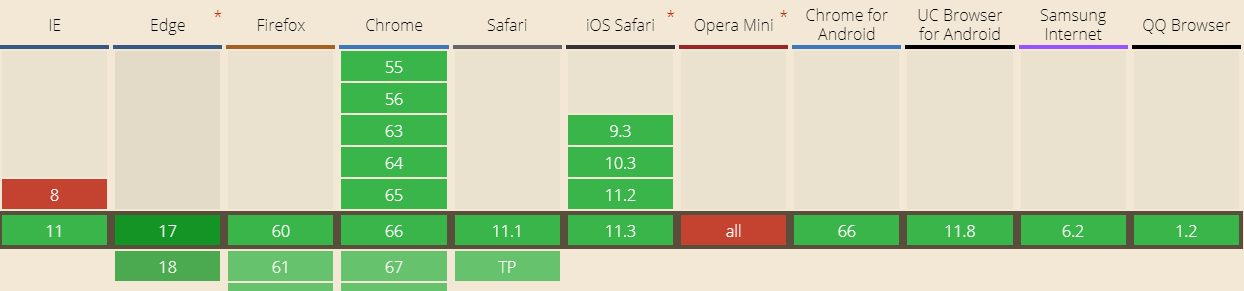 IE Edge * Firefox Chrome Safari iOS Safari * Opera Mini * Chrome for Android UC Browser for Android Samsung Internet QQ Browser
55
56
63 9.3
64 10.3
8 65 11.2
11 17 60 66 11.1 11.3 all 66 11.8 6.2 1.2
18 61 67 TP